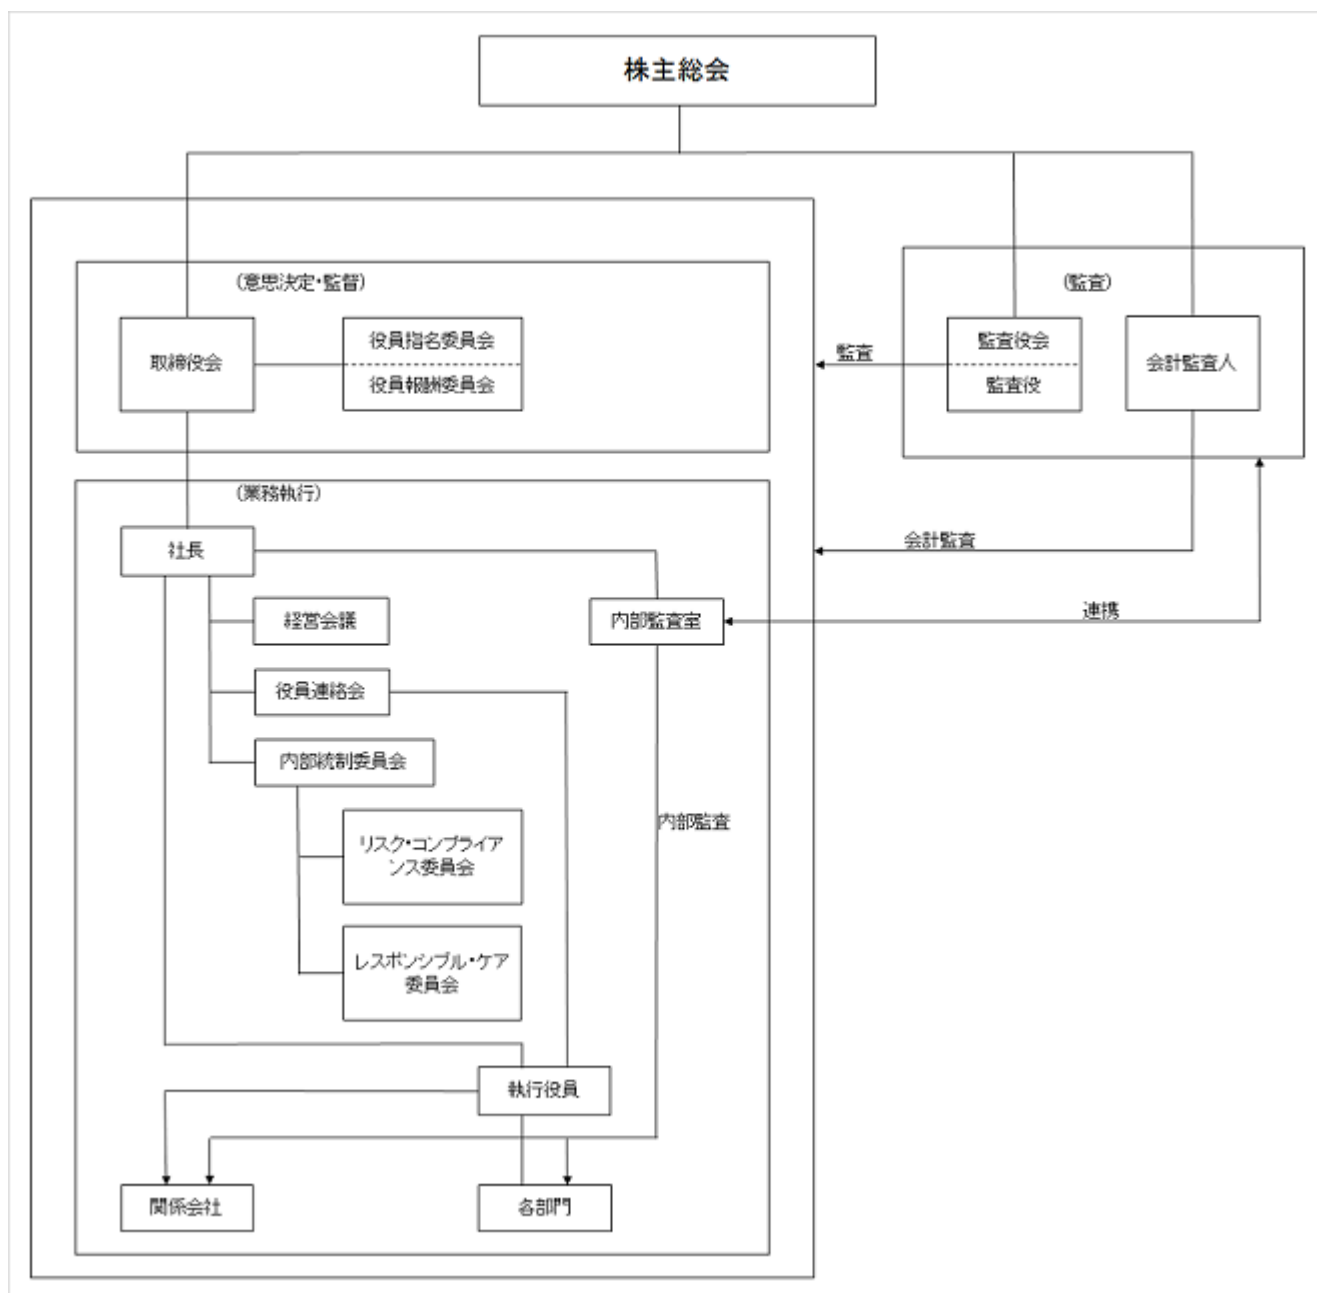 株主総会
(意思決定・監督)
(監査)
取締役会
役員指名委員会
役員報酬委員会
監査
監査役会
監査役
会計監査人
(業務執行)
社長
会計監査
経営会議
内部監査室
連携
役員連絡会
内部統制委員会
内部監査
リスク・コンプライア
ンス委員会
レスポンシブル・ケア
委員会
執行役員
関係会社
各部門